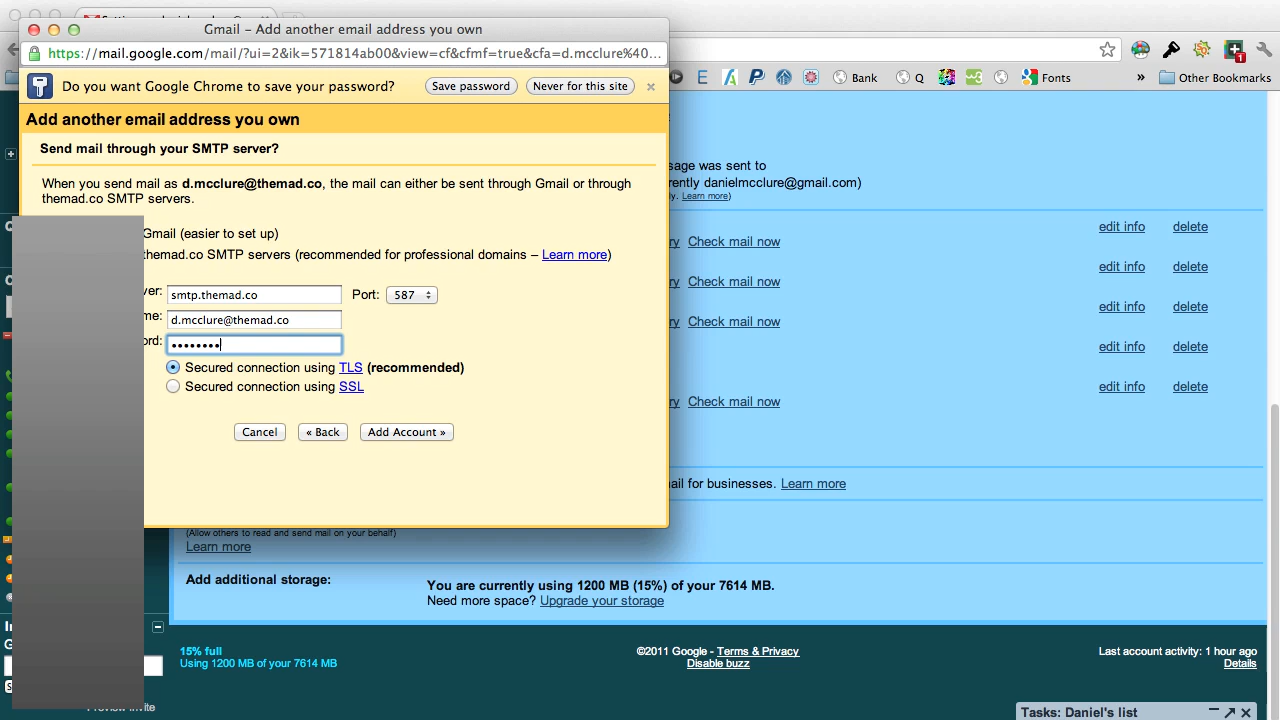 Gmail – Add another email address you own
https://mail.google.com/mail/?ui=2&ik=571814ab00&view=cf&cfmf=true&cfa=d.mcclure%40...
Bank
Q
Fonts
»
Other Bookmarks
Do you want Google Chrome to save your password?
Save password
Never for this site
Add another email address you own
Send mail through your SMTP server?
When you send mail as d.mcclure@themad.co, the mail can either be sent through Gmail or through
themad.co SMTP servers.
Gmail (easier to set up)
themad.co SMTP servers (recommended for professional domains – Learn more)
smtp.themad.co
Port: 587
d.mcclure@themad.co
Secured connection using TLS (recommended)
Secured connection using SSL
Cancel
« Back
Add Account »
sage was sent to
rently danielmcclure@gmail.com)
Learn more)
edit info delete
Check mail now
edit info delete
Check mail now
edit info delete
Check mail now
edit info delete
edit info delete
Check mail now
ail for businesses. Learn more
(Allow others to read and send mail on your behalf)
Learn more
Add additional storage:
You are currently using 1200 MB (15%) of your 7614 MB.
Need more space? Upgrade your storage
15% full
Using 1200 MB of your 7614 MB
©2011 Google - Terms & Privacy
Disable buzz
Last account activity: 1 hour ago
Details
Preview Invite
Tasks: Daniel's list